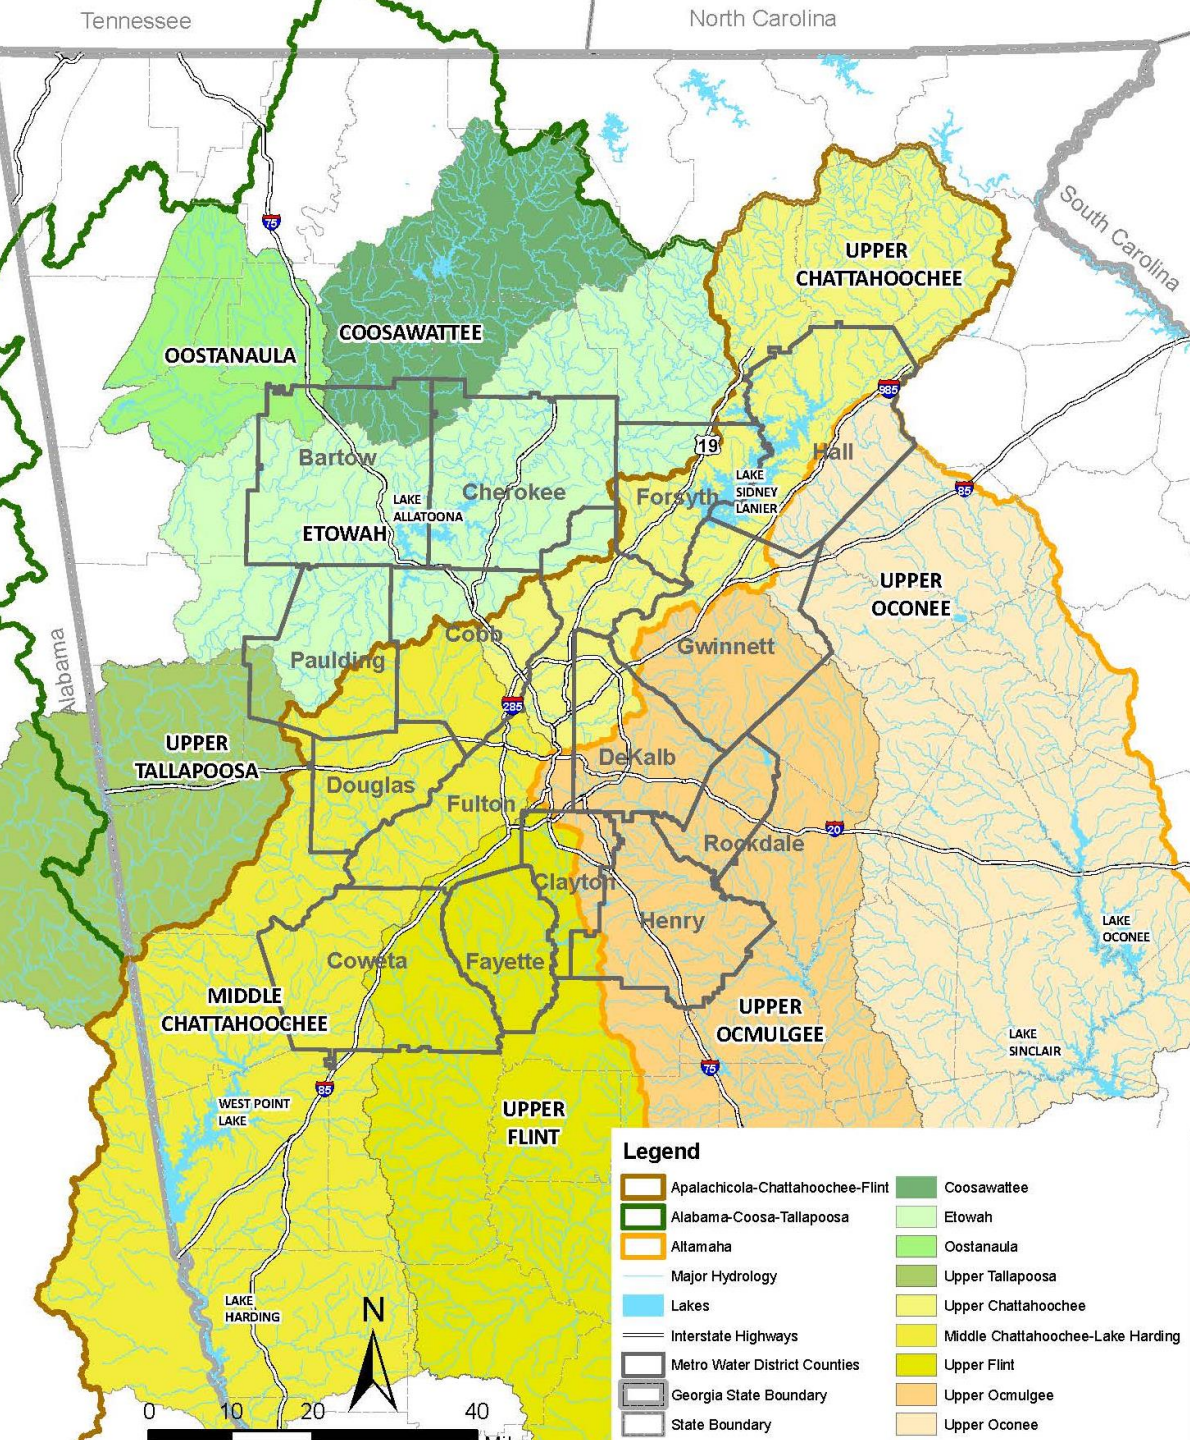 Tennessee
North Carolina
South Carolina
75
UPPER
CHATTAHOOCHEE
COOSAWATTEE
OOSTANAULA
985
19
Hall
Bartow
LAKE
SIDNEY
LANIER
85
Cherokee
Forsyth
LAKE
ALLATOONA
ETOWAH
UPPER
OCONEE
Alabama
Cobb
Gwinnett
Paulding
285
UPPER
TALLAPOOSA
DeKalb
Douglas
Fulton
20
Rockdale
Clayton
Henry
LAKE
OCONEE
Coweta
Fayette
MIDDLE
CHATTAHOOCHEE
UPPER
OCMULGEE
LAKE
SINCLAIR
75
85
WEST POINT
LAKE
UPPER
FLINT
LAKE
HARDING
N
0 10 20 40
Legend
Apalachicola-Chattahoochee-Flint
Alabama-Coosa-Tallapoosa
Altamaha
Major Hydrology
Lakes
Interstate Highways
Metro Water District Counties
Georgia State Boundary
State Boundary
Coosawattee
Etowah
Oostanaula
Upper Tallapoosa
Upper Chattahoochee
Middle Chattahoochee-Lake Harding
Upper Flint
Upper Ocmulgee
Upper Oconee